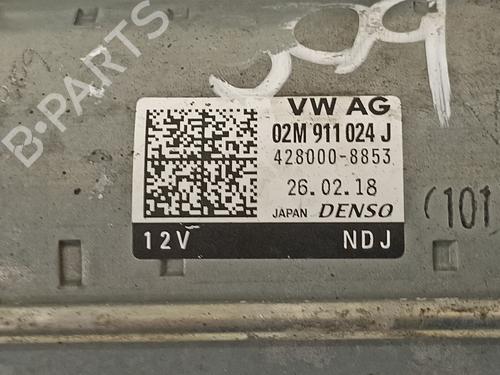 B-PARTS
VW AG
02M 911 024 J
428000-8853
26.02.18
JAPAN DENSO
(101
12V NDJ